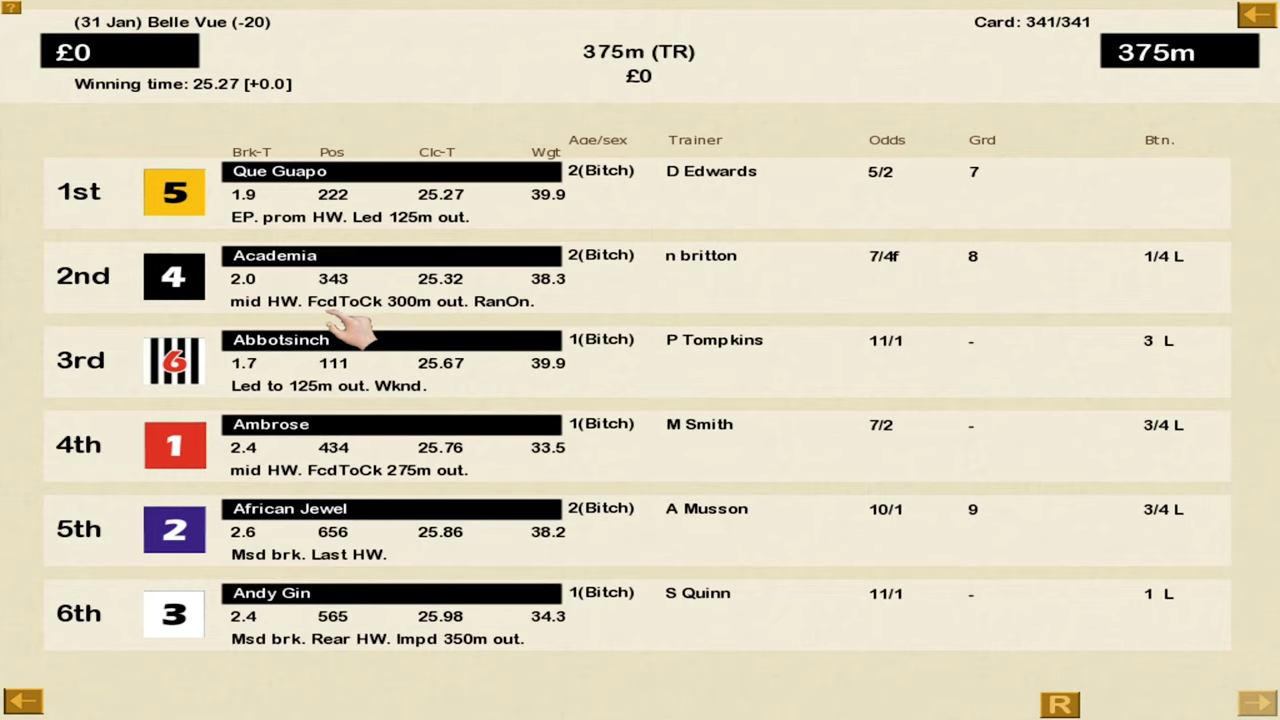 ?
(31 Jan) Belle Vue (-20)
Card: 341/341
£0
375m (TR)
375m
£0
Winning time: 25.27 [+0.0]
Brk-T Pos Clc-T Wgt Age/sex Trainer Odds Grd Btn.
1st 5 Que Guapo 2(Bitch) D Edwards 5/2 7
1.9 222 25.27 39.9
EP. prom HW. Led 125m out.
2nd 4 Academia 2(Bitch) n britton 7/4f 8 1/4 L
2.0 343 25.32 38.3
mid HW. FcdToCk 300m out. RanOn.
3rd 6 Abbotsinch 1(Bitch) P Tompkins 11/1 - 3 L
1.7 111 25.67 39.9
Led to 125m out. Wknd.
4th 1 Ambrose 1(Bitch) M Smith 7/2 - 3/4 L
2.4 434 25.76 33.5
mid HW. FcdToCk 275m out.
5th 2 African Jewel 2(Bitch) A Musson 10/1 9 3/4 L
2.6 656 25.86 38.2
Msd brk. Last HW.
6th 3 Andy Gin 1(Bitch) S Quinn 11/1 - 1 L
2.4 565 25.98 34.3
Msd brk. Rear HW. Impd 350m out.
R